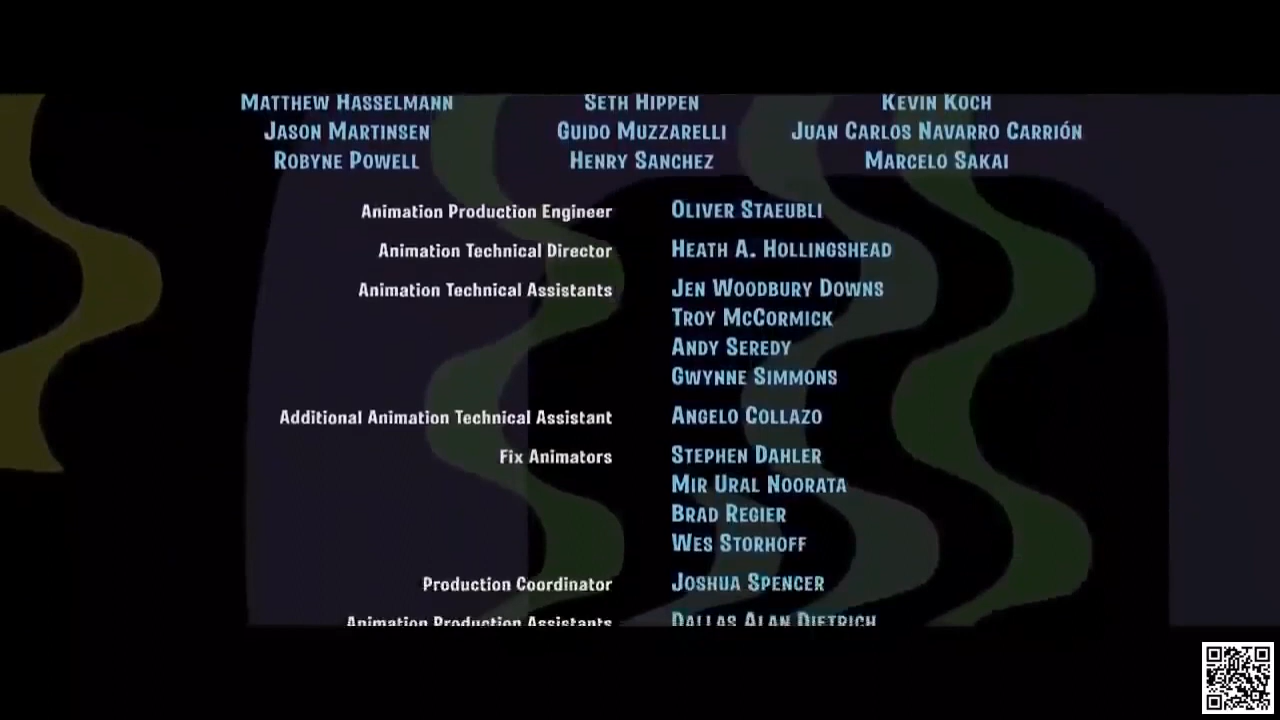 MATTHEW HASSELMANN SETH HIPPEN KEVIN KOCH
JASON MARTINSEN GUIDO MUZZARELLI JUAN CARLOS NAVARRO CARRIÓN
ROBYNE POWELL HENRY SANCHEZ MARCELO SAKAI
Animation Production Engineer OLIVER STAEUBLI
Animation Technical Director HEATH A. HOLLINGSHEAD
Animation Technical Assistants JEN WOODBURY DOWNS
TROY MCCORMICK
ANDY SEREDY
GWYNNE SIMMONS
Additional Animation Technical Assistant ANGELO COLLAZO
Fix Animators STEPHEN DAHLER
MIR URAL NOORATA
BRAD REGIER
WES STORHOFF
Production Coordinator JOSHUA SPENCER
Animation Production Assistants DALLAS ALAN DIETRICH